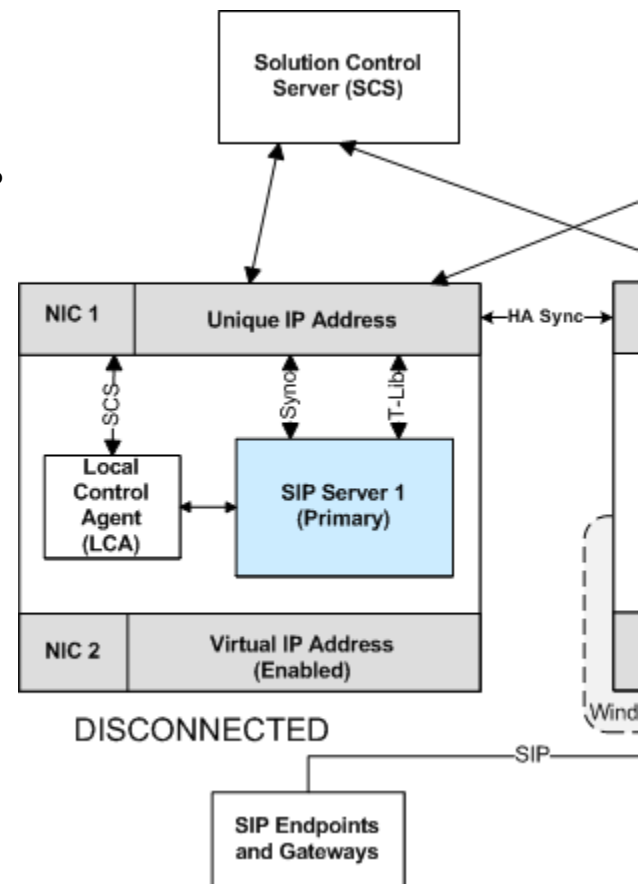 Solution Control
Server (SCS)
NIC 1
Unique IP Address
HA Sync
SCS
Sync
T-Lib
Local
Control
Agent
(LCA)
SIP Server 1
(Primary)
NIC 2
Virtual IP Address
(Enabled)
Wind
DISCONNECTED
SIP
SIP Endpoints
and Gateways